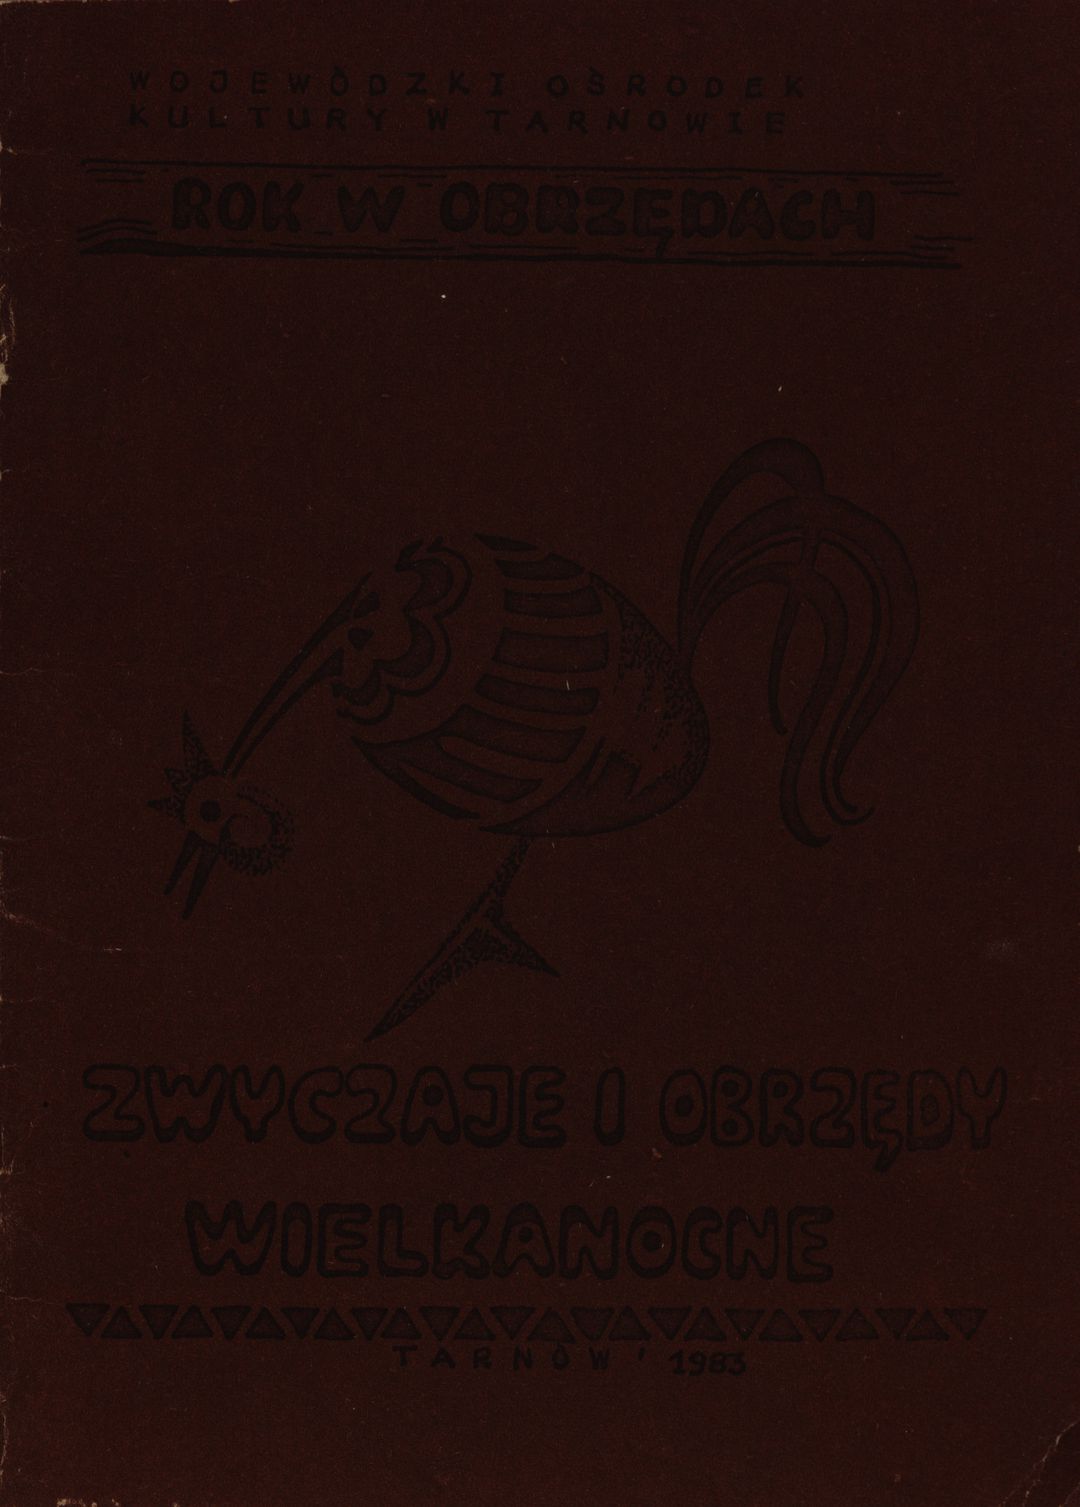 WOJEWÓDZKI OŚRODEK
KULTURY W TARNOWIE
ROK W OBRZĘDACH
ZWYCZAJE I OBRZĘDY
WIELKANOCNE
TARNÓW' 1983